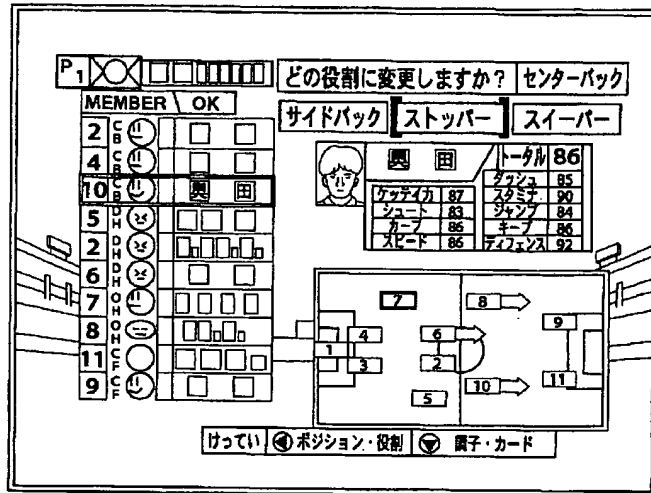 P1 どの役割に変更しますか? センターバック
MEMBER OK
サイドバック ストッパー スイーパー
2 CB
4 CB
10 CB 奥 田
5 DH
2 DH
6 DH
7 OH
8 OH
11 CF
9 CF
奥 田 トータル 86
ケッテイカ 87
シュート 83
カーブ 86
スピード 86
ダッシュ 85
スタミナ 90
ジャンプ 84
キープ 86
ディフェンス 92
7 8
4 6 9
1
3 2
10 11
5
けってい ポジション・役割 調子・カード